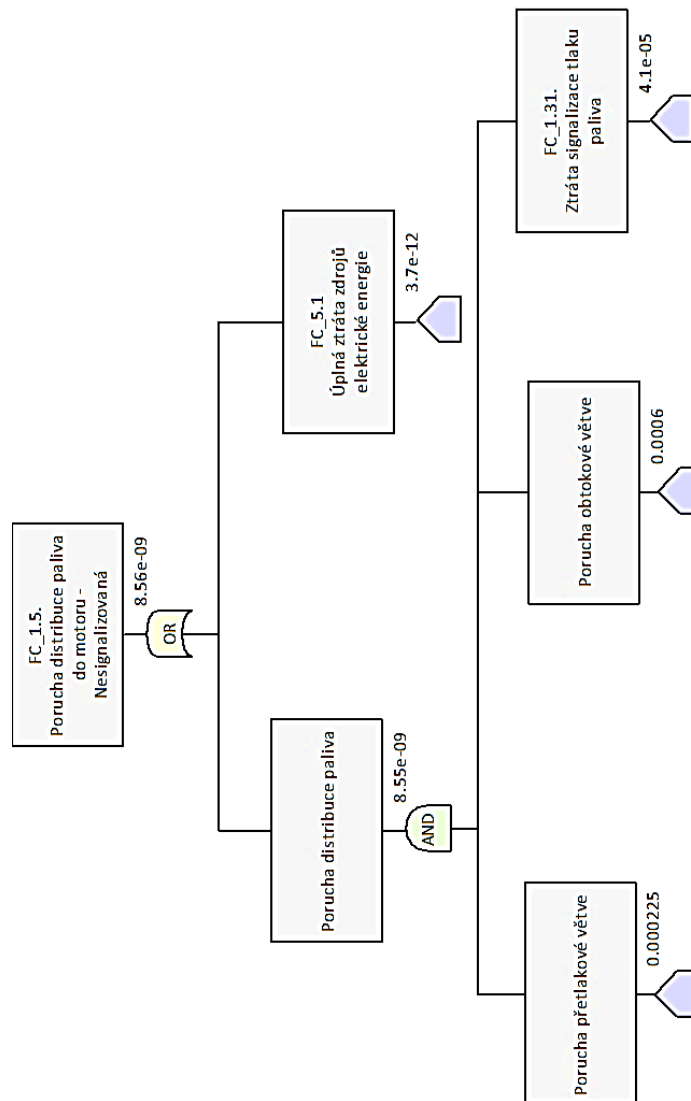 FC_1.5.
Porucha distribuce paliva
do motoru -
Nesignalizovaná
8.56e-09
OR
Porucha distribuce paliva
8.55e-09
AND
FC_5.1
Úplná ztráta zdrojů
elektrické energie
3.7e-12
Porucha přetlakové větve
0.000225
Porucha obtokové větve
0.0006
FC_1.31.
Ztráta signalizace tlaku
paliva
4.1e-05